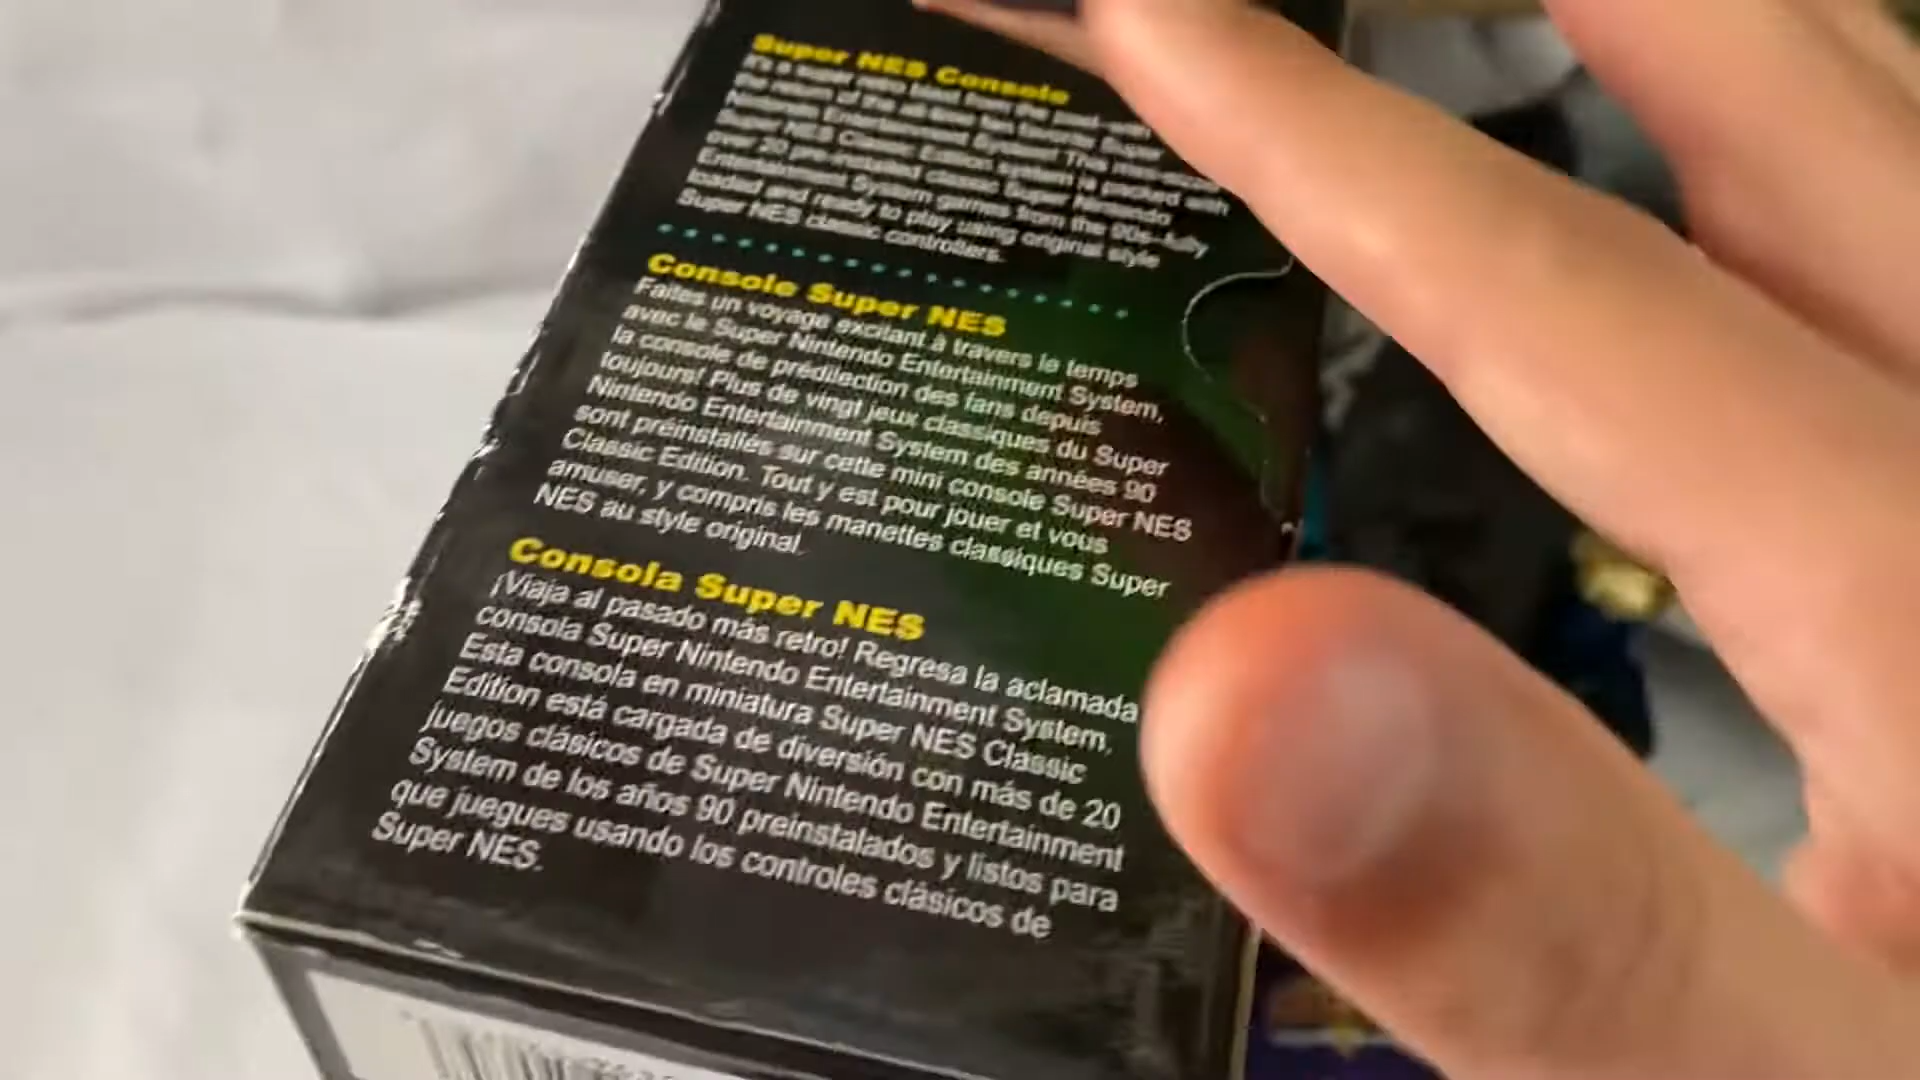 Super NES Console
It's a super retro blast from the past with
the return of the all-time fan favorite Super
Nintendo Entertainment System! This miniature
Super NES Classic Edition system is packed with
over 20 pre-installed classic Super Nintendo
Entertainment System games from the 90s–fully
loaded and ready to play using original style
Super NES classic controllers.
Console Super NES
Faites un voyage excitant à travers le temps
avec le Super Nintendo Entertainment System,
la console de prédilection des fans depuis
toujours! Plus de vingt jeux classiques du Super
Nintendo Entertainment System des années 90
sont préinstallés sur cette mini console Super NES
Classic Edition. Tout y est pour jouer et vous
amuser, y compris les manettes classiques Super
NES au style original.
Consola Super NES
¡Viaja al pasado más retro! Regresa la aclamada
consola Super Nintendo Entertainment System.
Esta consola en miniatura Super NES Classic
Edition está cargada de diversión con más de 20
juegos clásicos de Super Nintendo Entertainment
System de los años 90 preinstalados y listos para
que juegues usando los controles clásicos de
Super NES.